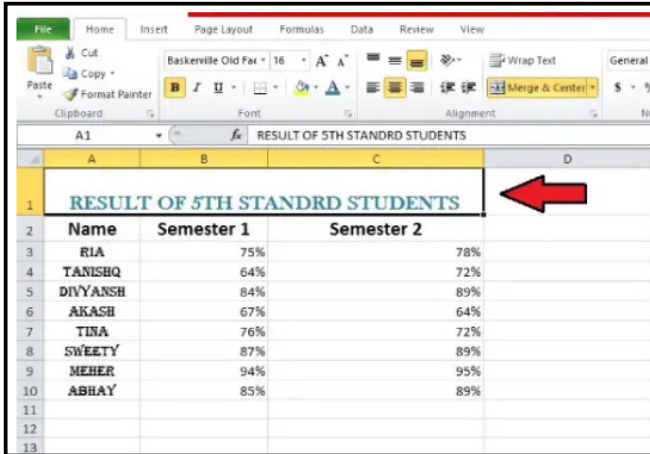 File Home Insert Page Layout Formulas Data Review View
Cut
Copy
Format Painter
Paste
Baskerville Old Fac 16 A A
B I U A
Wrap Text
Merge & Center
General
$
Clipboard Font Alignment
A1 fx RESULT OF 5TH STANDRD STUDENTS
A B C D
1 RESULT OF 5TH STANDRD STUDENTS
2 Name Semester 1 Semester 2
3 RIA 75% 78%
4 TANISHQ 64% 72%
5 DIVYANSH 84% 89%
6 AKASH 67% 64%
7 TINA 76% 72%
8 SWEETY 87% 89%
9 MEHER 94% 95%
10 ABHAY 85% 89%
11
12
13